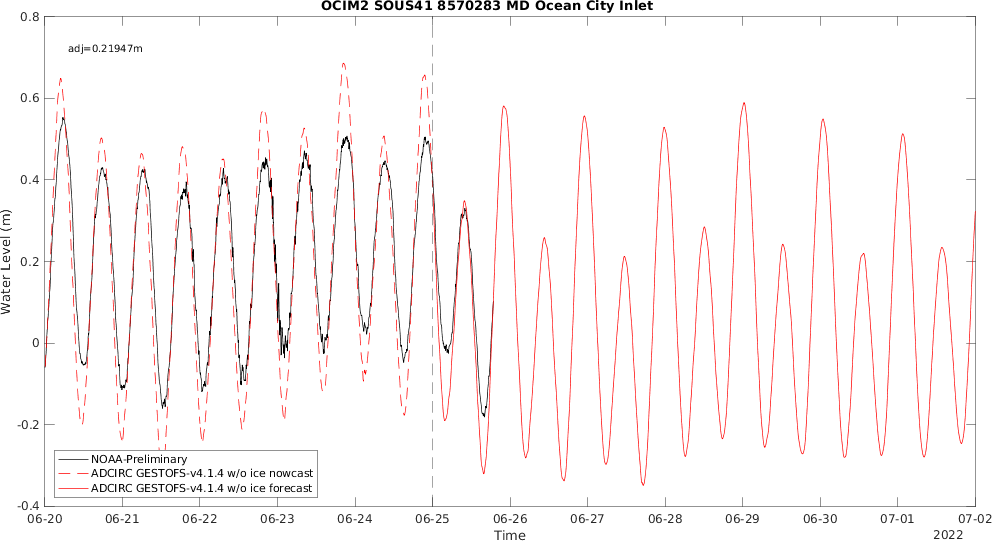 OCIM2 SOUS41 8570283 MD Ocean City Inlet
adj=0.21947m
0.8
0.6
0.4
0.2
0
-0.2
-0.4
Water Level (m)
NOAA-Preliminary
ADCIRC GESTOFS-v4.1.4 w/o ice nowcast
ADCIRC GESTOFS-v4.1.4 w/o ice forecast
06-20 06-21 06-22 06-23 06-24 06-25 06-26 06-27 06-28 06-29 06-30 07-01 07-02
Time
2022